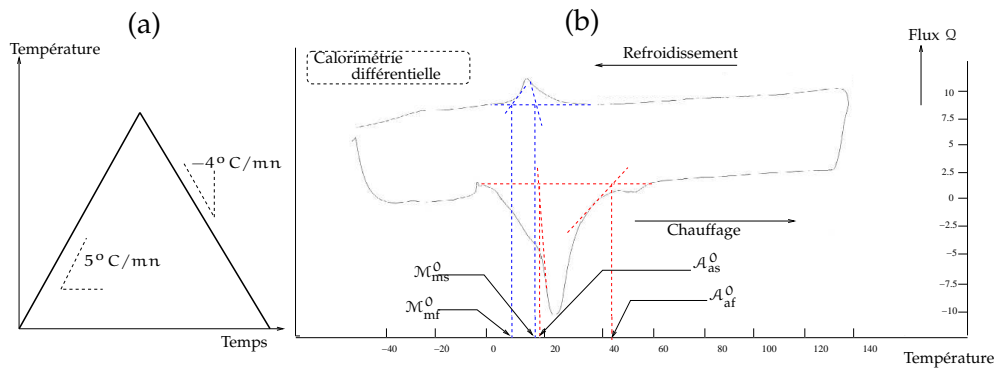 (a)
Température
−4° C/mn
5° C/mn
Temps
(b)
Calorimétrie
différentielle
Refroidissement
Flux Q
10
7.5
5
2.5
0
−2.5
−5
−7.5
−10
Chauffage
M⁰ms
M⁰mf
A⁰as
A⁰af
−40 −20 0 20 40 60 80 100 120 140
Température